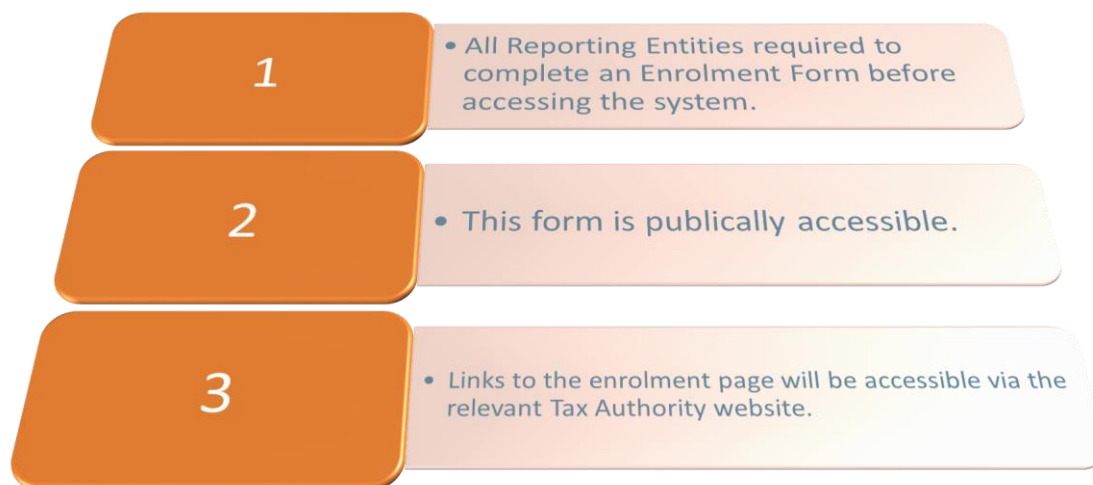 1
• All Reporting Entities required to
complete an Enrolment Form before
accessing the system.
2
• This form is publically accessible.
3
• Links to the enrolment page will be accessible via the
relevant Tax Authority website.